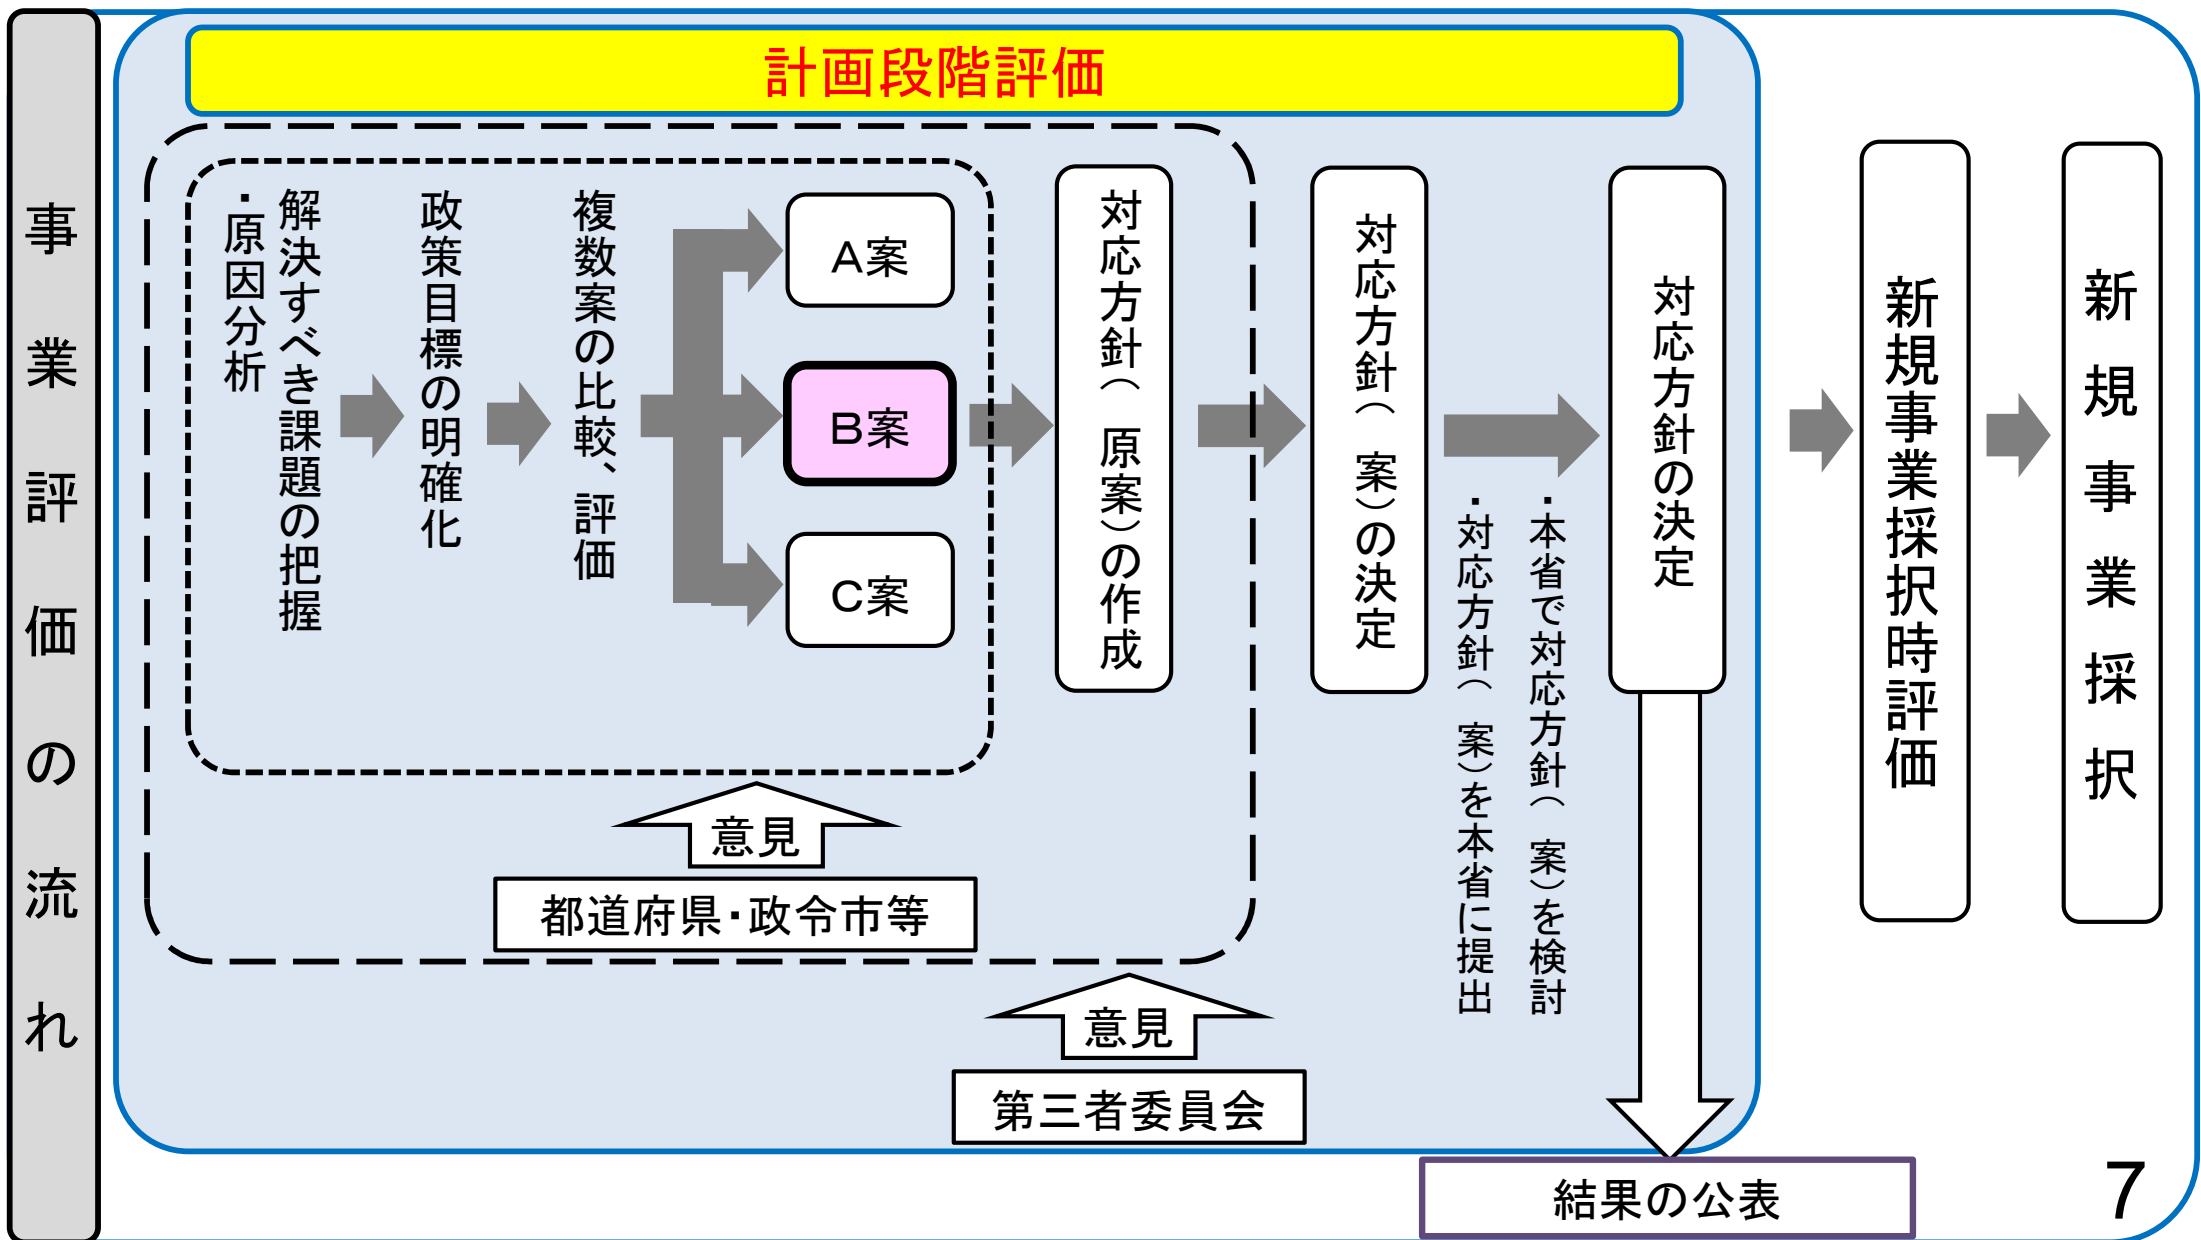 事業評価の流れ
計画段階評価
解決すべき課題の把握
・原因分析
政策目標の明確化
複数案の比較、評価
A案
B案
C案
対応方針(原案)の作成
対応方針(案)の決定
・対応方針(案)を本省に提出
・本省で対応方針(案)を検討
対応方針の決定
新規事業採択時評価
新規事業採択
意見
都道府県・政令市等
意見
第三者委員会
結果の公表
7